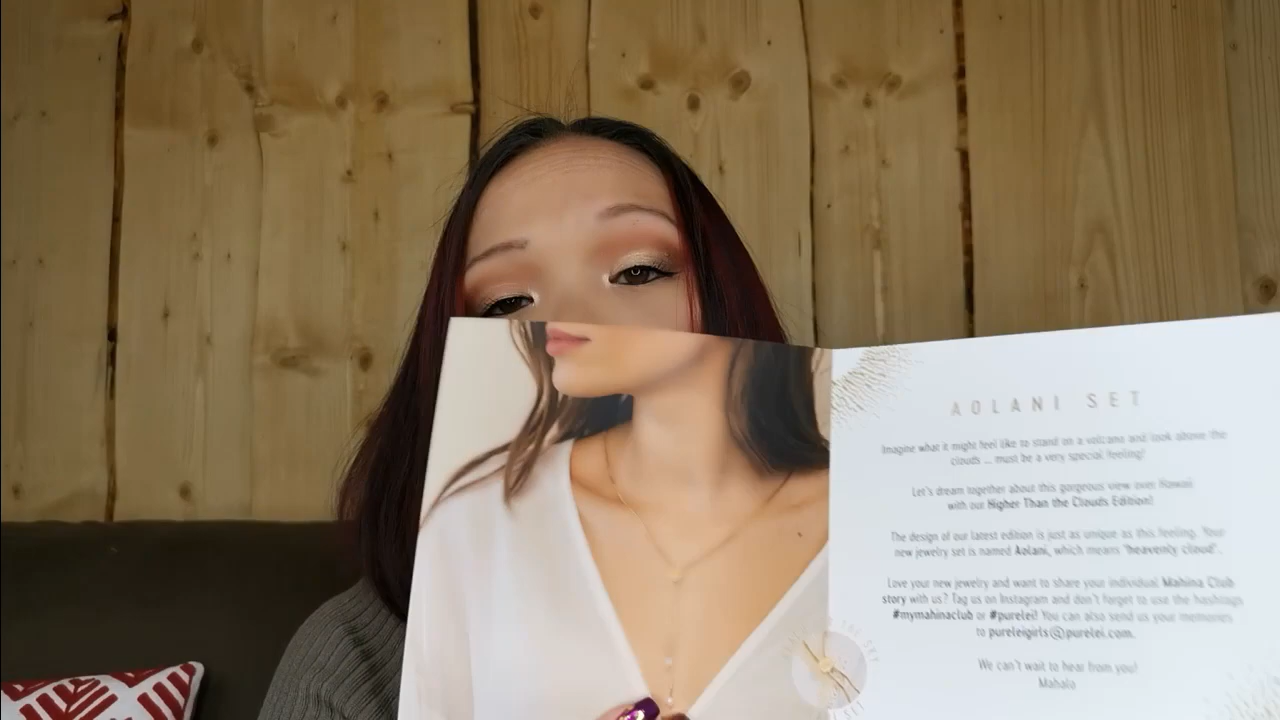 AOLANI SET
Imagine what it might feel like to stand on a volcano and look above the
clouds ... must be a very special feeling!
Let's dream together about this gorgeous view over Hawaii
with our Higher Than the Clouds Edition!
The design of our latest edition is just as unique as this feeling. Your
new jewelry set is named Aolani, which means "heavenly cloud".
Love your new jewelry and want to share your individual Mahina Club
story with us? Tag us on Instagram and don't forget to use the hashtags
#mymahinaclub or #purelei! You can also send us your memories
to pureleigirls@purelei.com.
We can't wait to hear from you!
Mahalo